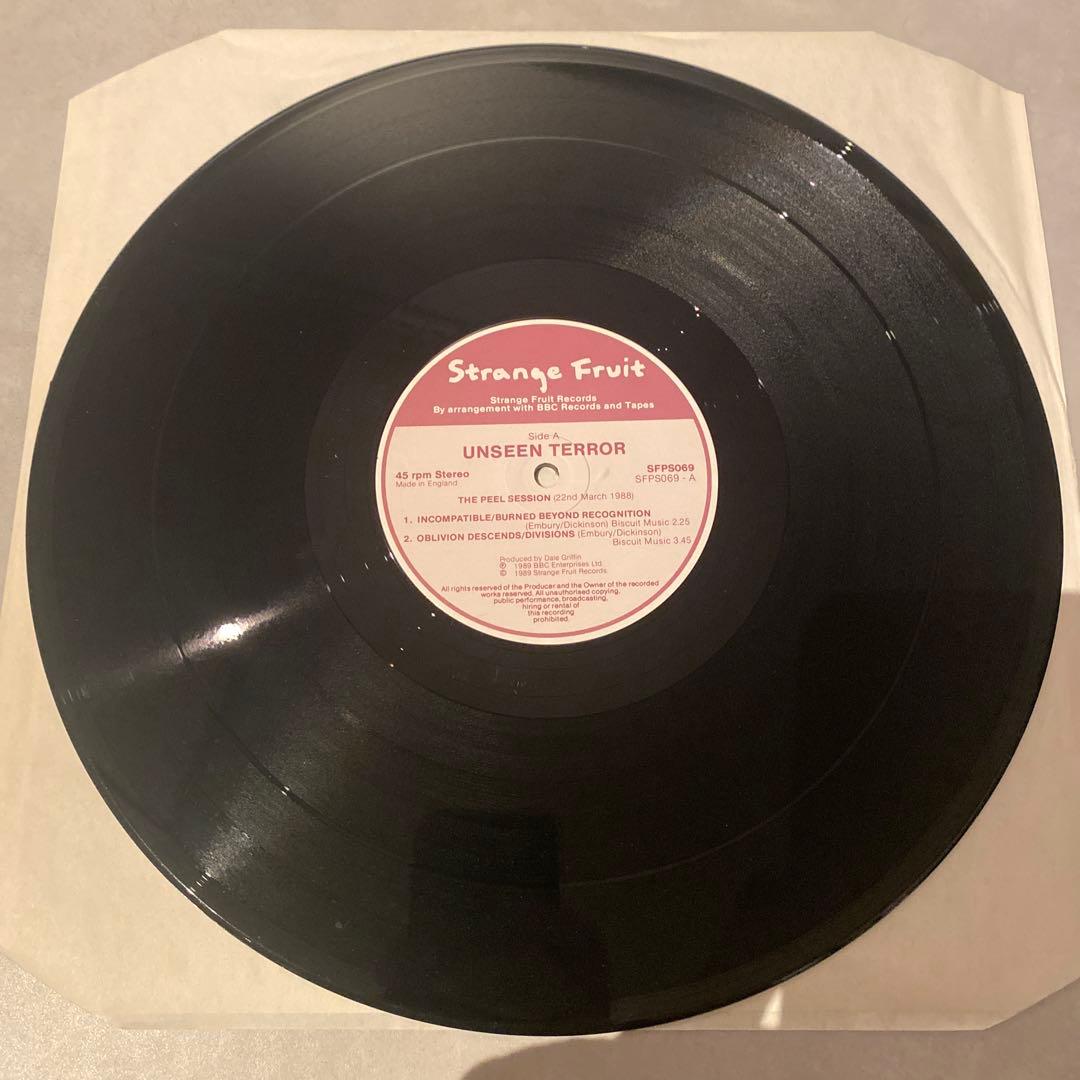 Strange Fruit
Strange Fruit Records
By arrangement with BBC Records and Tapes
Side A
UNSEEN TERROR
45 rpm Stereo
Made in England
SFPS069
SFPS069 - A
THE PEEL SESSION (22nd March 1988)
1. INCOMPATIBLE/BURNED BEYOND RECOGNITION
(Embury/Dickinson) Biscuit Music 2.25
2. OBLIVION DESCENDS/DIVISIONS (Embury/Dickinson)
Biscuit Music 3.45
Produced by Dale Griffin
℗ 1989 BBC Enterprises Ltd.
© 1989 Strange Fruit Records.
All rights reserved of the Producer and the Owner of the recorded
works reserved. All unauthorised copying,
public performance, broadcasting,
hiring or rental of
this recording
prohibited.